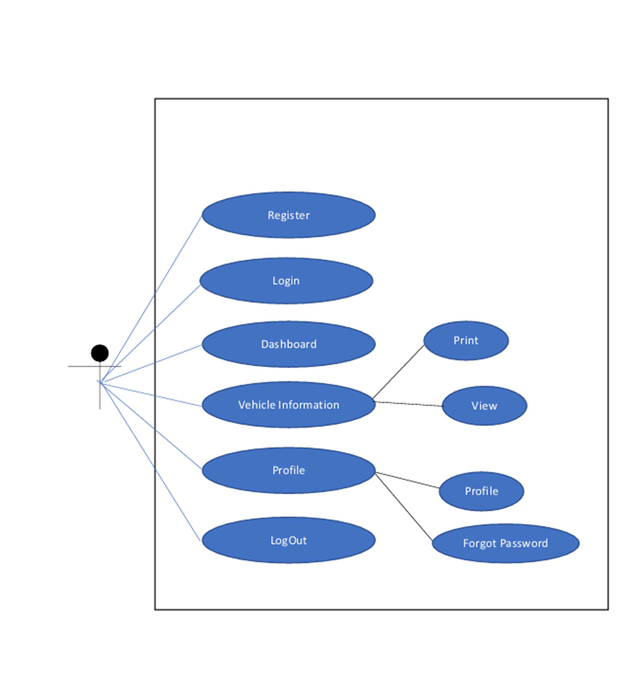 Register
Login
Dashboard
Print
Vehicle Information
View
Profile
Profile
LogOut
Forgot Password